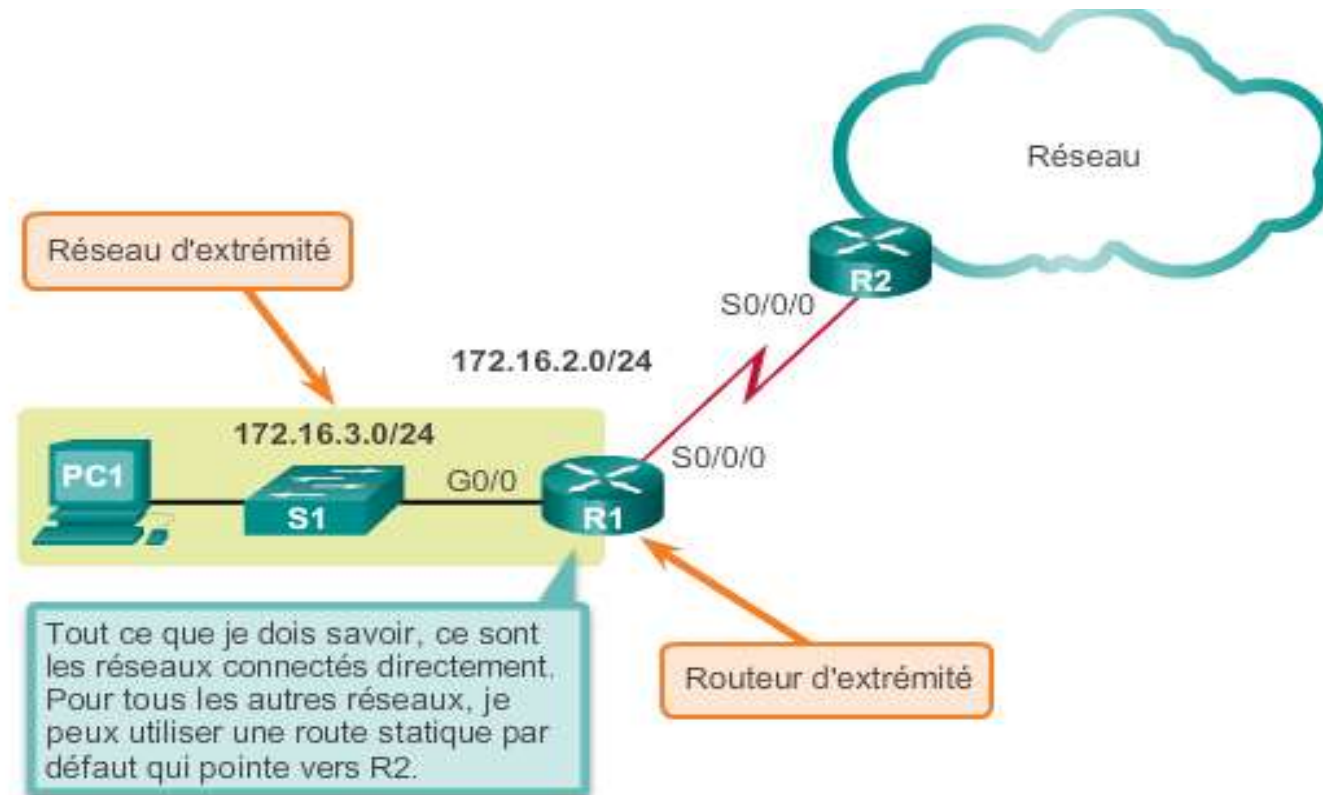 Réseau
Réseau d'extrémité
R2
S0/0/0
172.16.2.0/24
172.16.3.0/24
S0/0/0
PC1
G0/0
S1
R1
Tout ce que je dois savoir, ce sont
les réseaux connectés directement.
Pour tous les autres réseaux, je
peux utiliser une route statique par
défaut qui pointe vers R2.
Routeur d'extrémité